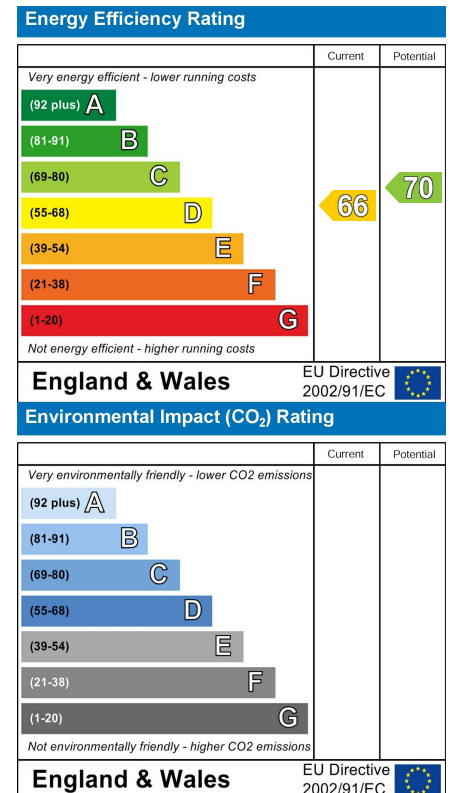 Energy Efficiency Rating
Current Potential
Very energy efficient - lower running costs
(92 plus) A
(81-91) B
(69-80) C
(55-68) D
(39-54) E
(21-38) F
(1-20) G
66
70
Not energy efficient - higher running costs
England & Wales
EU Directive
2002/91/EC
Environmental Impact (CO₂) Rating
Current Potential
Very environmentally friendly - lower CO2 emissions
(92 plus) A
(81-91) B
(69-80) C
(55-68) D
(39-54) E
(21-38) F
(1-20) G
Not environmentally friendly - higher CO2 emissions
England & Wales
EU Directive
2002/91/EC